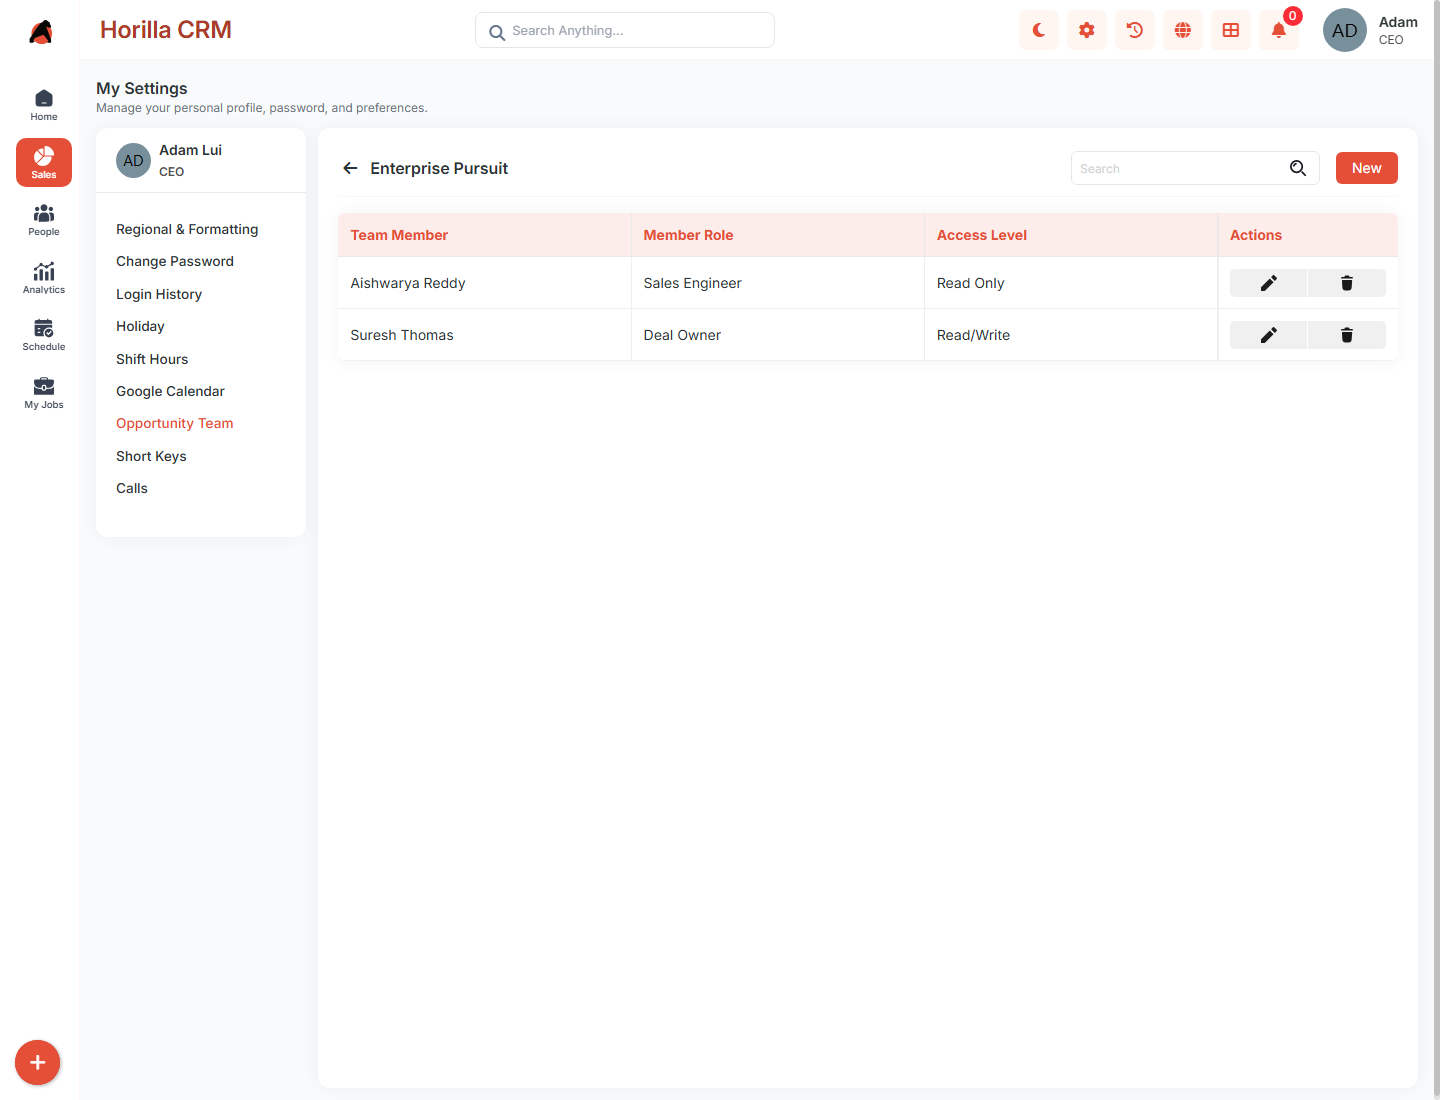 Horilla CRM
Search Anything...
0
AD
Adam
CEO
Home
Sales
People
Analytics
Schedule
My Jobs
My Settings
Manage your personal profile, password, and preferences.
AD
Adam Lui
CEO
Regional & Formatting
Change Password
Login History
Holiday
Shift Hours
Google Calendar
Opportunity Team
Short Keys
Calls
Enterprise Pursuit
Search
New
Team Member Member Role Access Level Actions
Aishwarya Reddy Sales Engineer Read Only
Suresh Thomas Deal Owner Read/Write